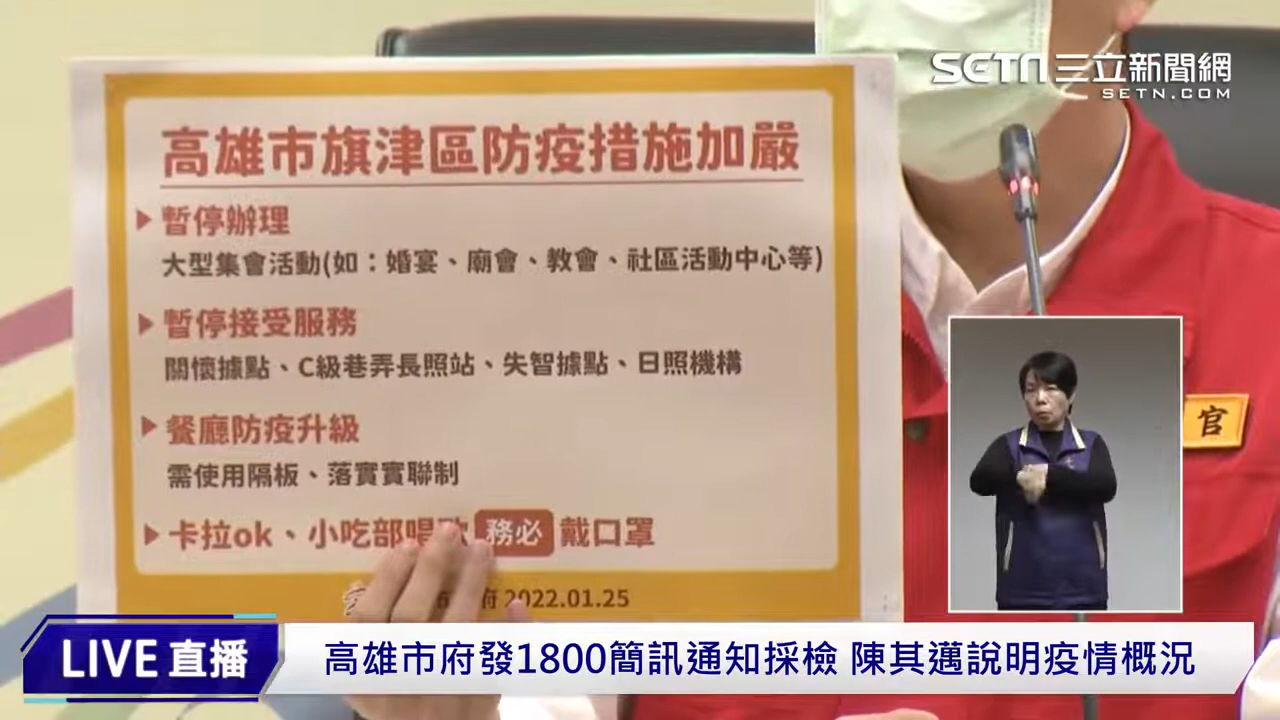 SETN三立新聞網
SETN.COM
高雄市旗津區防疫措施加嚴
暫停辦理
大型集會活動(如：婚宴、廟會、教會、社區活動中心等)
暫停接受服務
關懷據點、C級巷弄長照站、失智據點、日照機構
餐廳防疫升級
需使用隔板、落實實聯制
卡拉ok、小吃部唱歌 務必 戴口罩
府 2022.01.25
官
LIVE 直播
高雄市府發1800簡訊通知採檢 陳其邁說明疫情概況